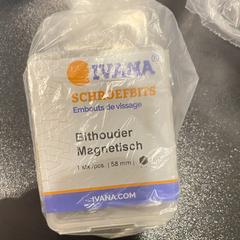 IVANA®
SCHROEFBITS
Embouts de vissage
Bithouder
Magnetisch
1 stk/pcs. | 58 mm |
IVANA.COM